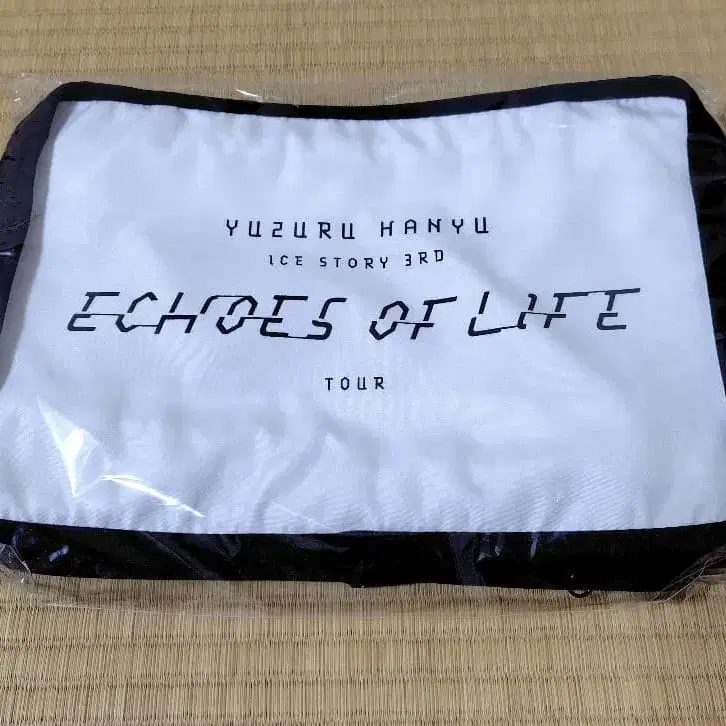 YUZURU HANYU
ICE STORY 3RD
ECHOES OF LIFE
TOUR